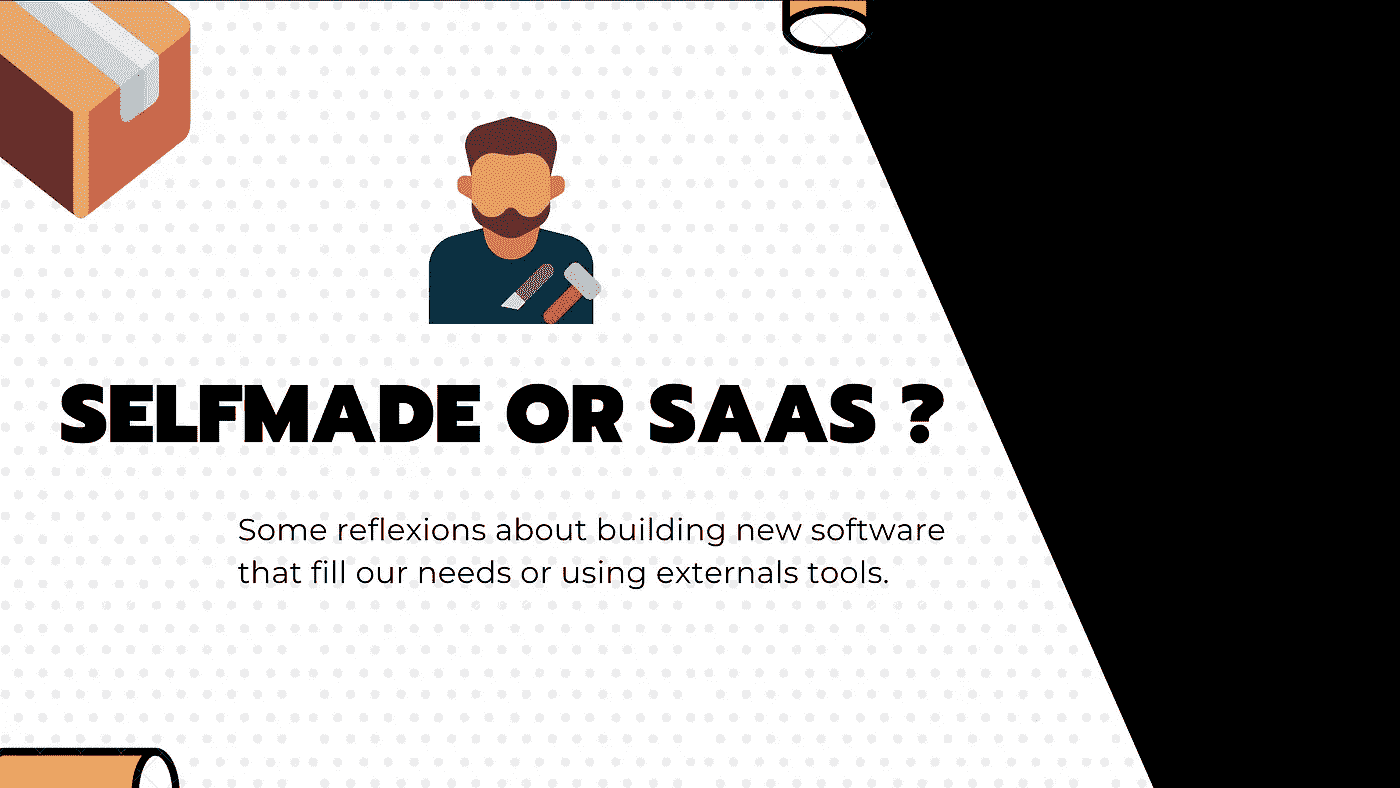 SELFMADE OR SAAS ?
Some reflexions about building new software
that fill our needs or using externals tools.